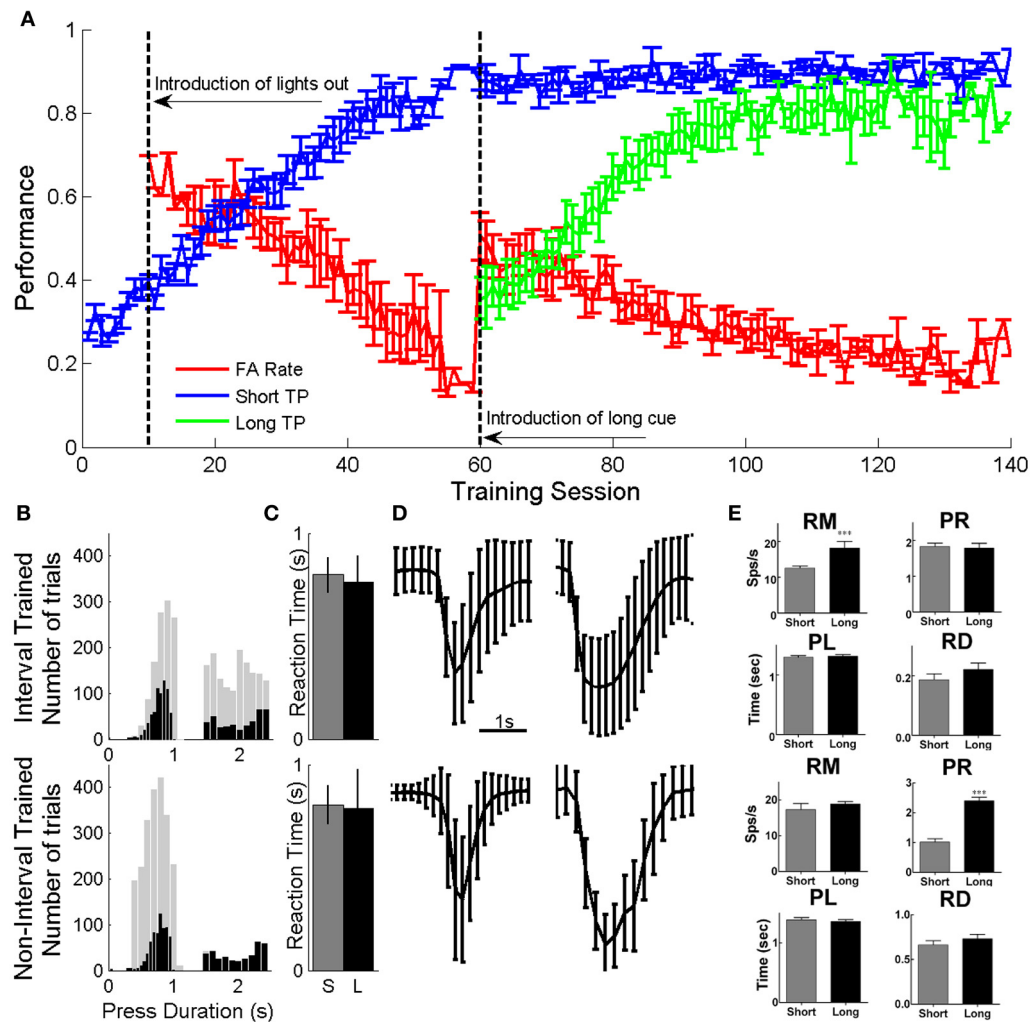 A
1
0.8
0.6
0.4
0.2
0
Performance
Introduction of lights out
FA Rate
Short TP
Long TP
Introduction of long cue
0 20 40 60 80 100 120 140
Training Session
B
C
D
E
Interval Trained
Number of trials
400
300
200
100
0
0 1 2
1
Reaction Time (s)
0
1s
RM
Sps/s
20
10
0
***
Short Long
PR
2
1
0
Short Long
PL
Time (sec)
1
0
Short Long
RD
0.2
0.0
Short Long
Non-Interval Trained
Number of trials
400
300
200
100
0
0 1 2
Press Duration (s)
1
Reaction Time (s)
0
S L
RM
Sps/s
20
10
0
Short Long
PR
3
2
1
0
***
Short Long
PL
Time (sec)
1
0
Short Long
RD
1.0
0.5
0.0
Short Long